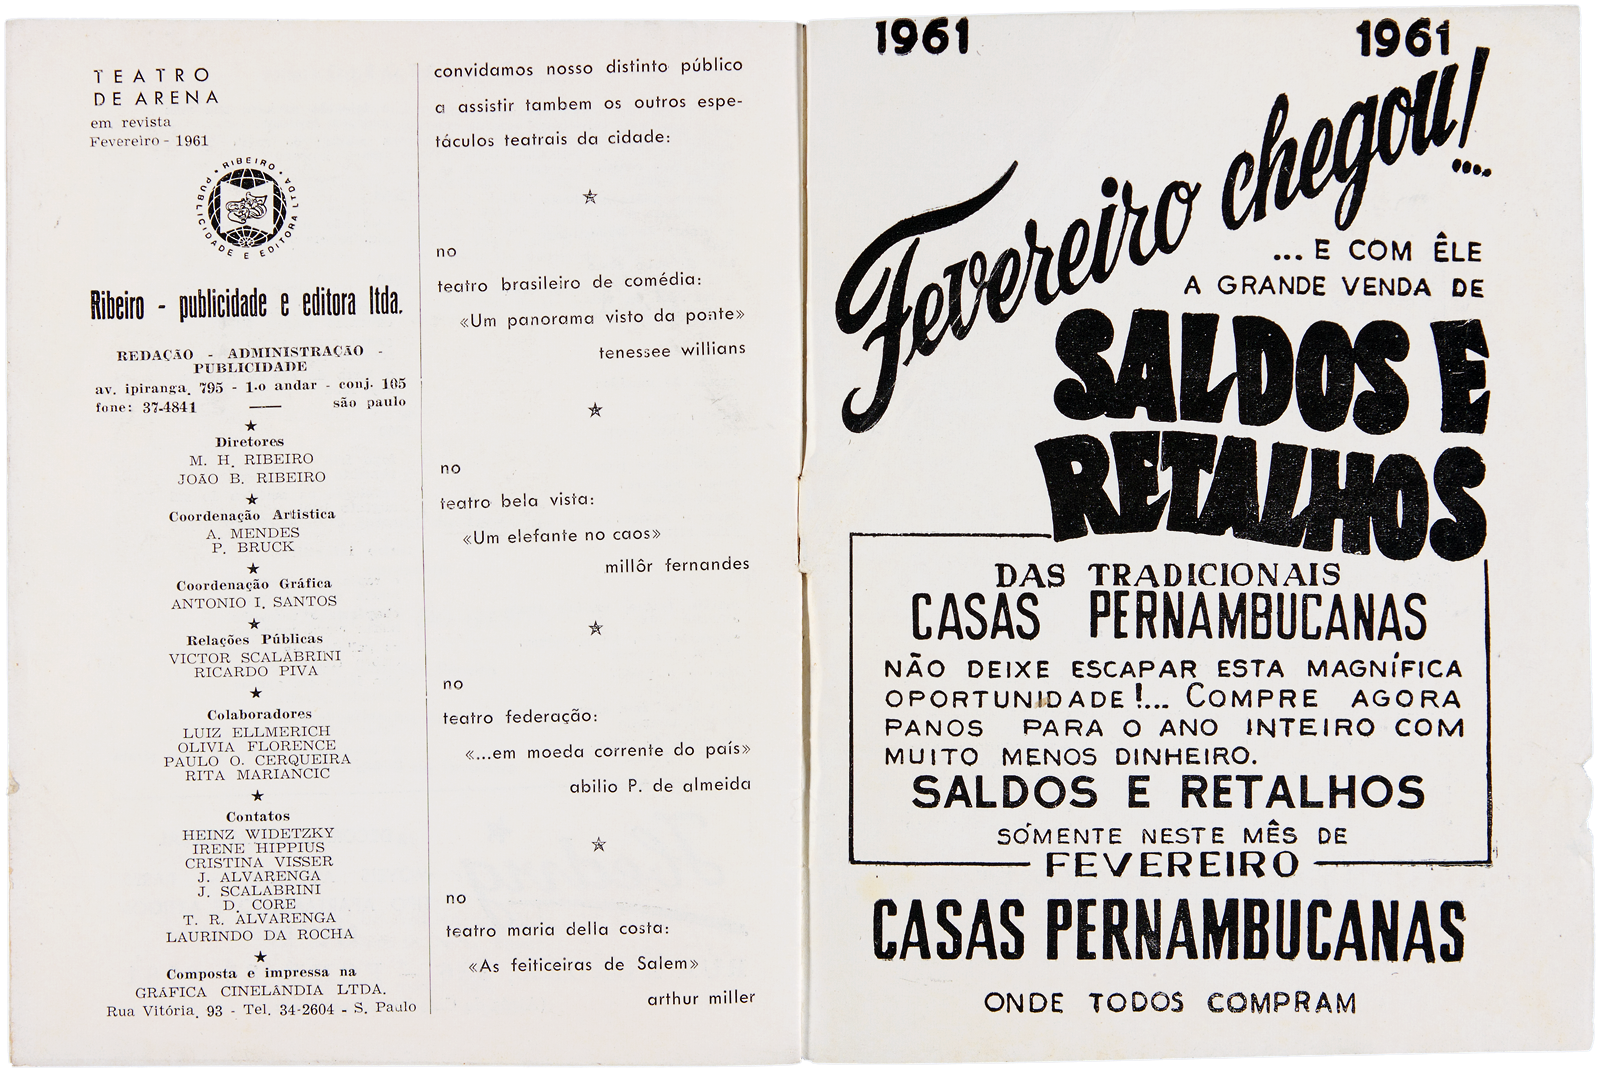 TEATRO
DE ARENA
em revista
Fevereiro - 1961
RIBEIRO · PUBLICIDADE E EDITORA LTDA ·
Ribeiro - publicidade e editora ltda.
REDAÇÃO - ADMINISTRAÇÃO -
PUBLICIDADE
av. ipiranga, 795 - 1.o andar - conj. 105
fone: 37-4841 — são paulo
★
Diretores
M. H. RIBEIRO
JOÃO B. RIBEIRO
★
Coordenação Artistica
A. MENDES
P. BRUCK
★
Coordenação Gráfica
ANTONIO I. SANTOS
★
Relações Públicas
VICTOR SCALABRINI
RICARDO PIVA
★
Colaboradores
LUIZ ELLMERICH
OLIVIA FLORENCE
PAULO O. CERQUEIRA
RITA MARIANCIC
★
Contatos
HEINZ WIDETZKY
IRENE HIPPIUS
CRISTINA VISSER
J. ALVARENGA
J. SCALABRINI
D. CORE
T. R. ALVARENGA
LAURINDO DA ROCHA
★
Composta e impressa na
GRÁFICA CINELÂNDIA LTDA.
Rua Vitória, 93 - Tel. 34-2604 - S. Paulo
convidamos nosso distinto público
a assistir tambem os outros espe-
táculos teatrais da cidade:
no
teatro brasileiro de comédia:
«Um panorama visto da ponte»
tenessee willians
no
teatro bela vista:
«Um elefante no caos»
millôr fernandes
no
teatro federação:
«...em moeda corrente do país»
abilio P. de almeida
no
teatro maria della costa:
«As feiticeiras de Salem»
arthur miller
1961 1961
Fevereiro chegou!....
...E COM ÊLE
A GRANDE VENDA DE
SALDOS E
RETALHOS
DAS TRADICIONAIS
CASAS PERNAMBUCANAS
NÃO DEIXE ESCAPAR ESTA MAGNÍFICA
OPORTUNIDADE!... COMPRE AGORA
PANOS PARA O ANO INTEIRO COM
MUITO MENOS DINHEIRO.
SALDOS E RETALHOS
SÓMENTE NESTE MÊS DE
FEVEREIRO
CASAS PERNAMBUCANAS
ONDE TODOS COMPRAM